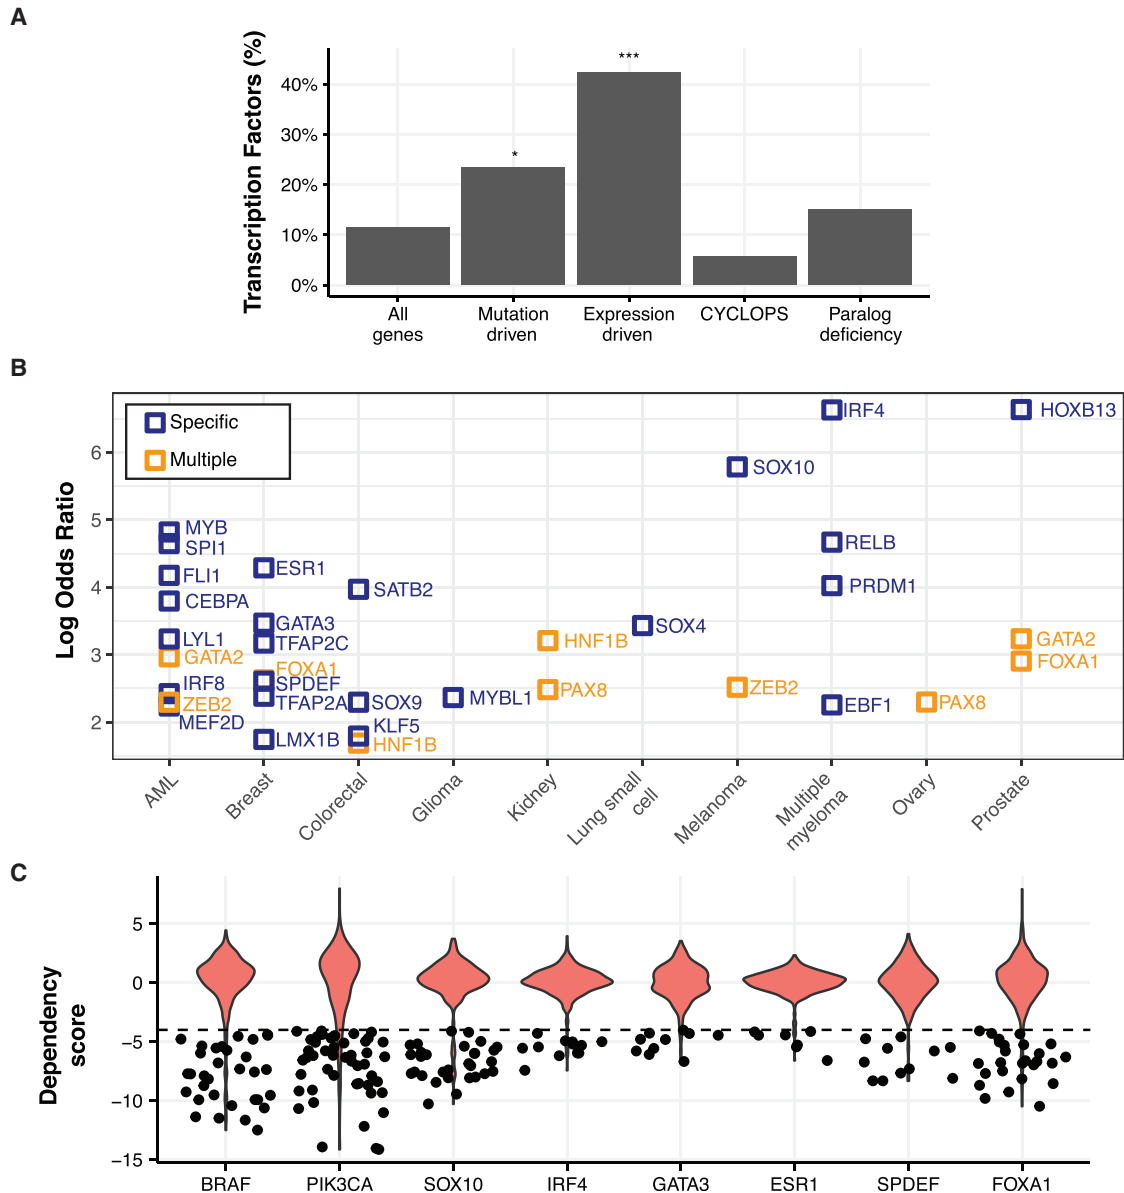 A
Transcription Factors (%)
40%
30%
20%
10%
0%
*
***
All genes
Mutation driven
Expression driven
CYCLOPS
Paralog deficiency
B
Log Odds Ratio
6
5
4
3
2
Specific
Multiple
MYB
SPI1
FLI1
CEBPA
LYL1
GATA2
IRF8
ZEB2
MEF2D
ESR1
GATA3
TFAP2C
FOXA1
SPDEF
TFAP2A
LMX1B
SATB2
SOX9
KLF5
HNF1B
MYBL1
HNF1B
PAX8
SOX4
SOX10
ZEB2
IRF4
RELB
PRDM1
EBF1
PAX8
HOXB13
GATA2
FOXA1
AML
Breast
Colorectal
Glioma
Kidney
Lung small cell
Melanoma
Multiple myeloma
Ovary
Prostate
C
Dependency score
5
0
−5
−10
−15
BRAF
PIK3CA
SOX10
IRF4
GATA3
ESR1
SPDEF
FOXA1